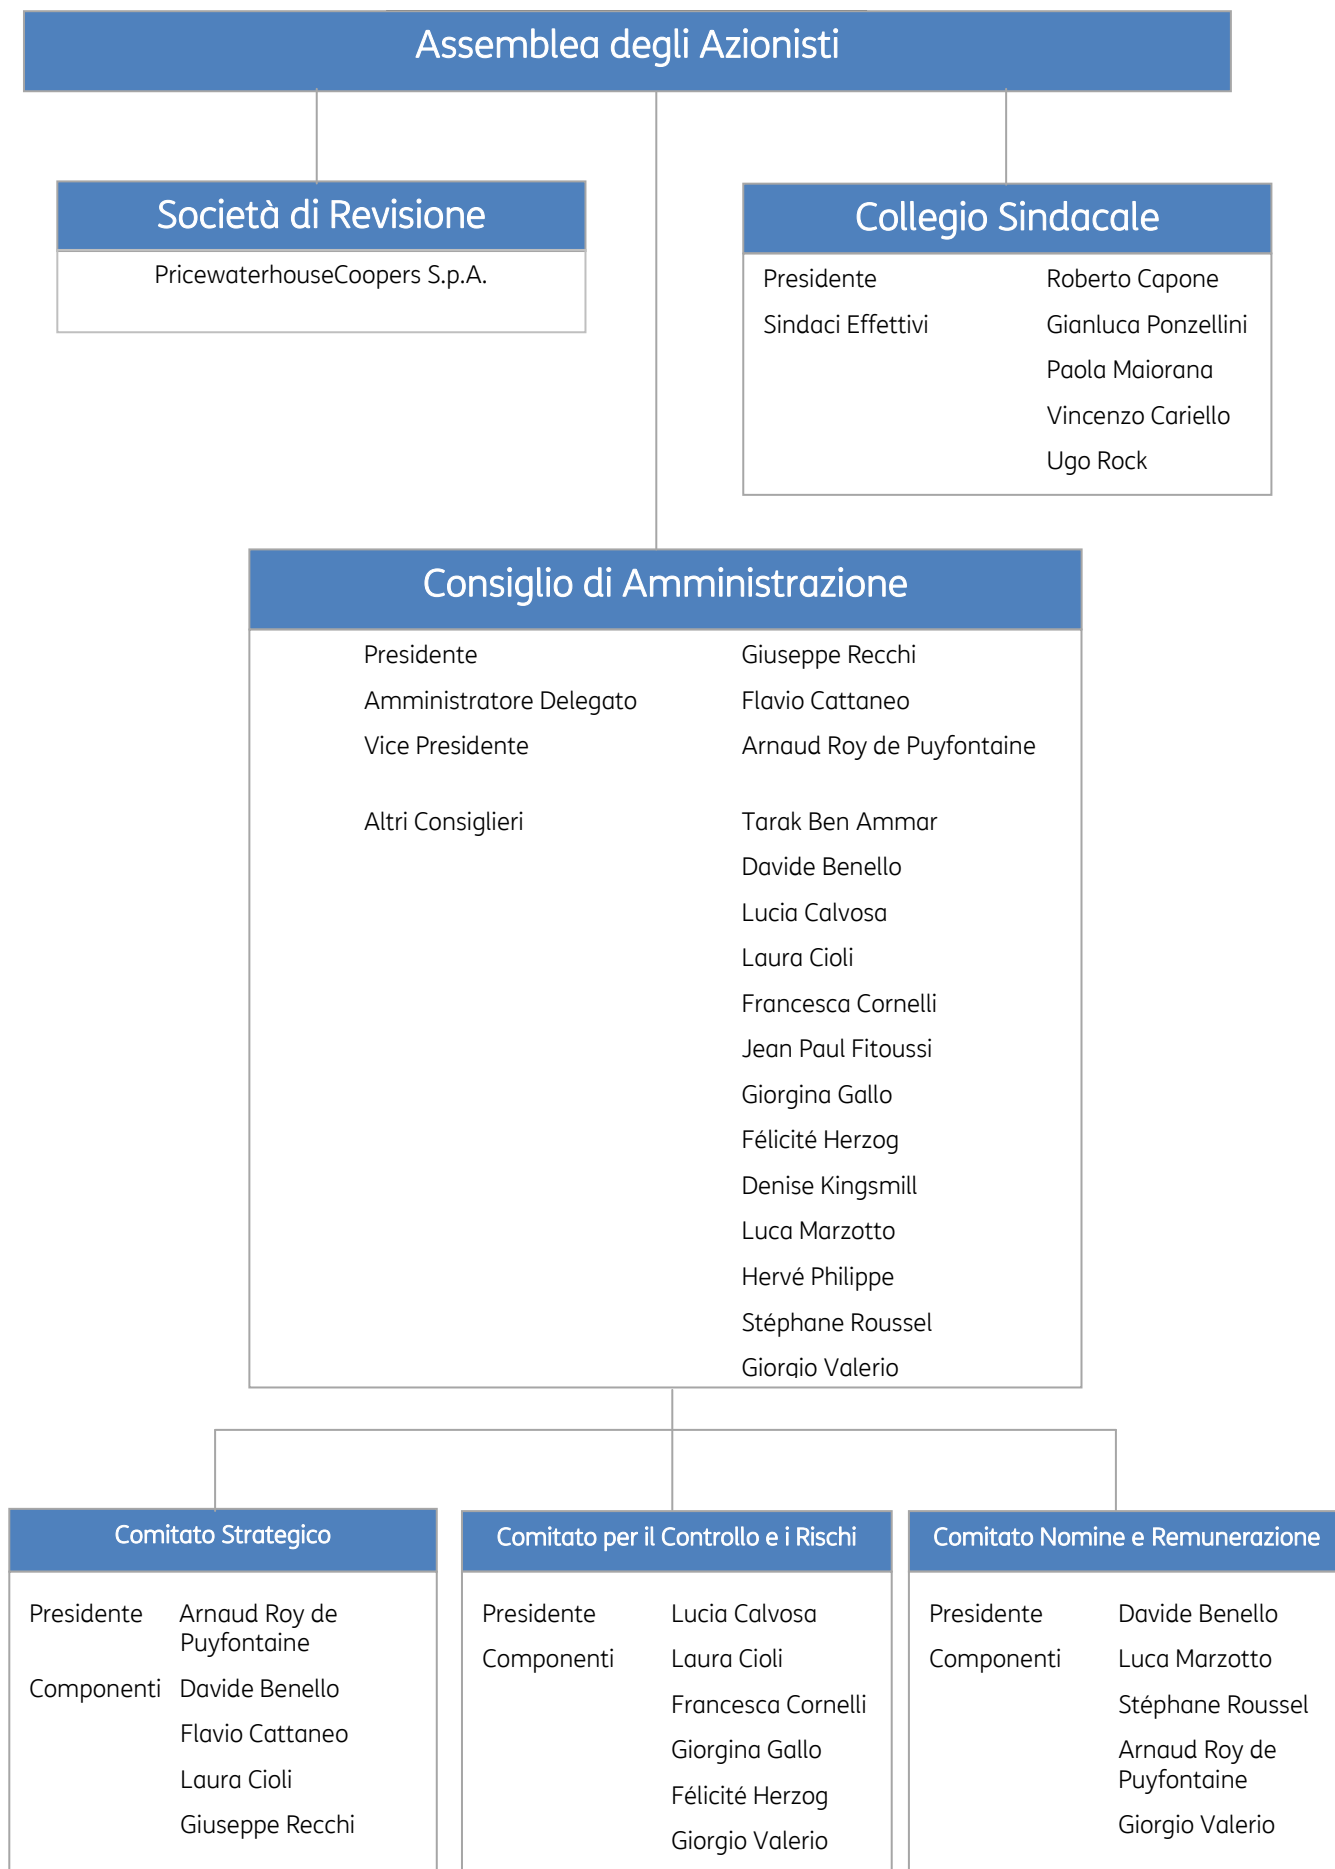 Assemblea degli Azionisti
Società di Revisione
PricewaterhouseCoopers S.p.A.
Collegio Sindacale
Presidente Roberto Capone
Sindaci Effettivi Gianluca Ponzellini
Paola Maiorana
Vincenzo Cariello
Ugo Rock
Consiglio di Amministrazione
Presidente Giuseppe Recchi
Amministratore Delegato Flavio Cattaneo
Vice Presidente Arnaud Roy de Puyfontaine
Altri Consiglieri Tarak Ben Ammar
Davide Benello
Lucia Calvosa
Laura Cioli
Francesca Cornelli
Jean Paul Fitoussi
Giorgina Gallo
Félicité Herzog
Denise Kingsmill
Luca Marzotto
Hervé Philippe
Stéphane Roussel
Giorgio Valerio
Comitato Strategico
Presidente Arnaud Roy de
Puyfontaine
Componenti Davide Benello
Flavio Cattaneo
Laura Cioli
Giuseppe Recchi
Comitato per il Controllo e i Rischi
Presidente Lucia Calvosa
Componenti Laura Cioli
Francesca Cornelli
Giorgina Gallo
Félicité Herzog
Giorgio Valerio
Comitato Nomine e Remunerazione
Presidente Davide Benello
Componenti Luca Marzotto
Stéphane Roussel
Arnaud Roy de
Puyfontaine
Giorgio Valerio